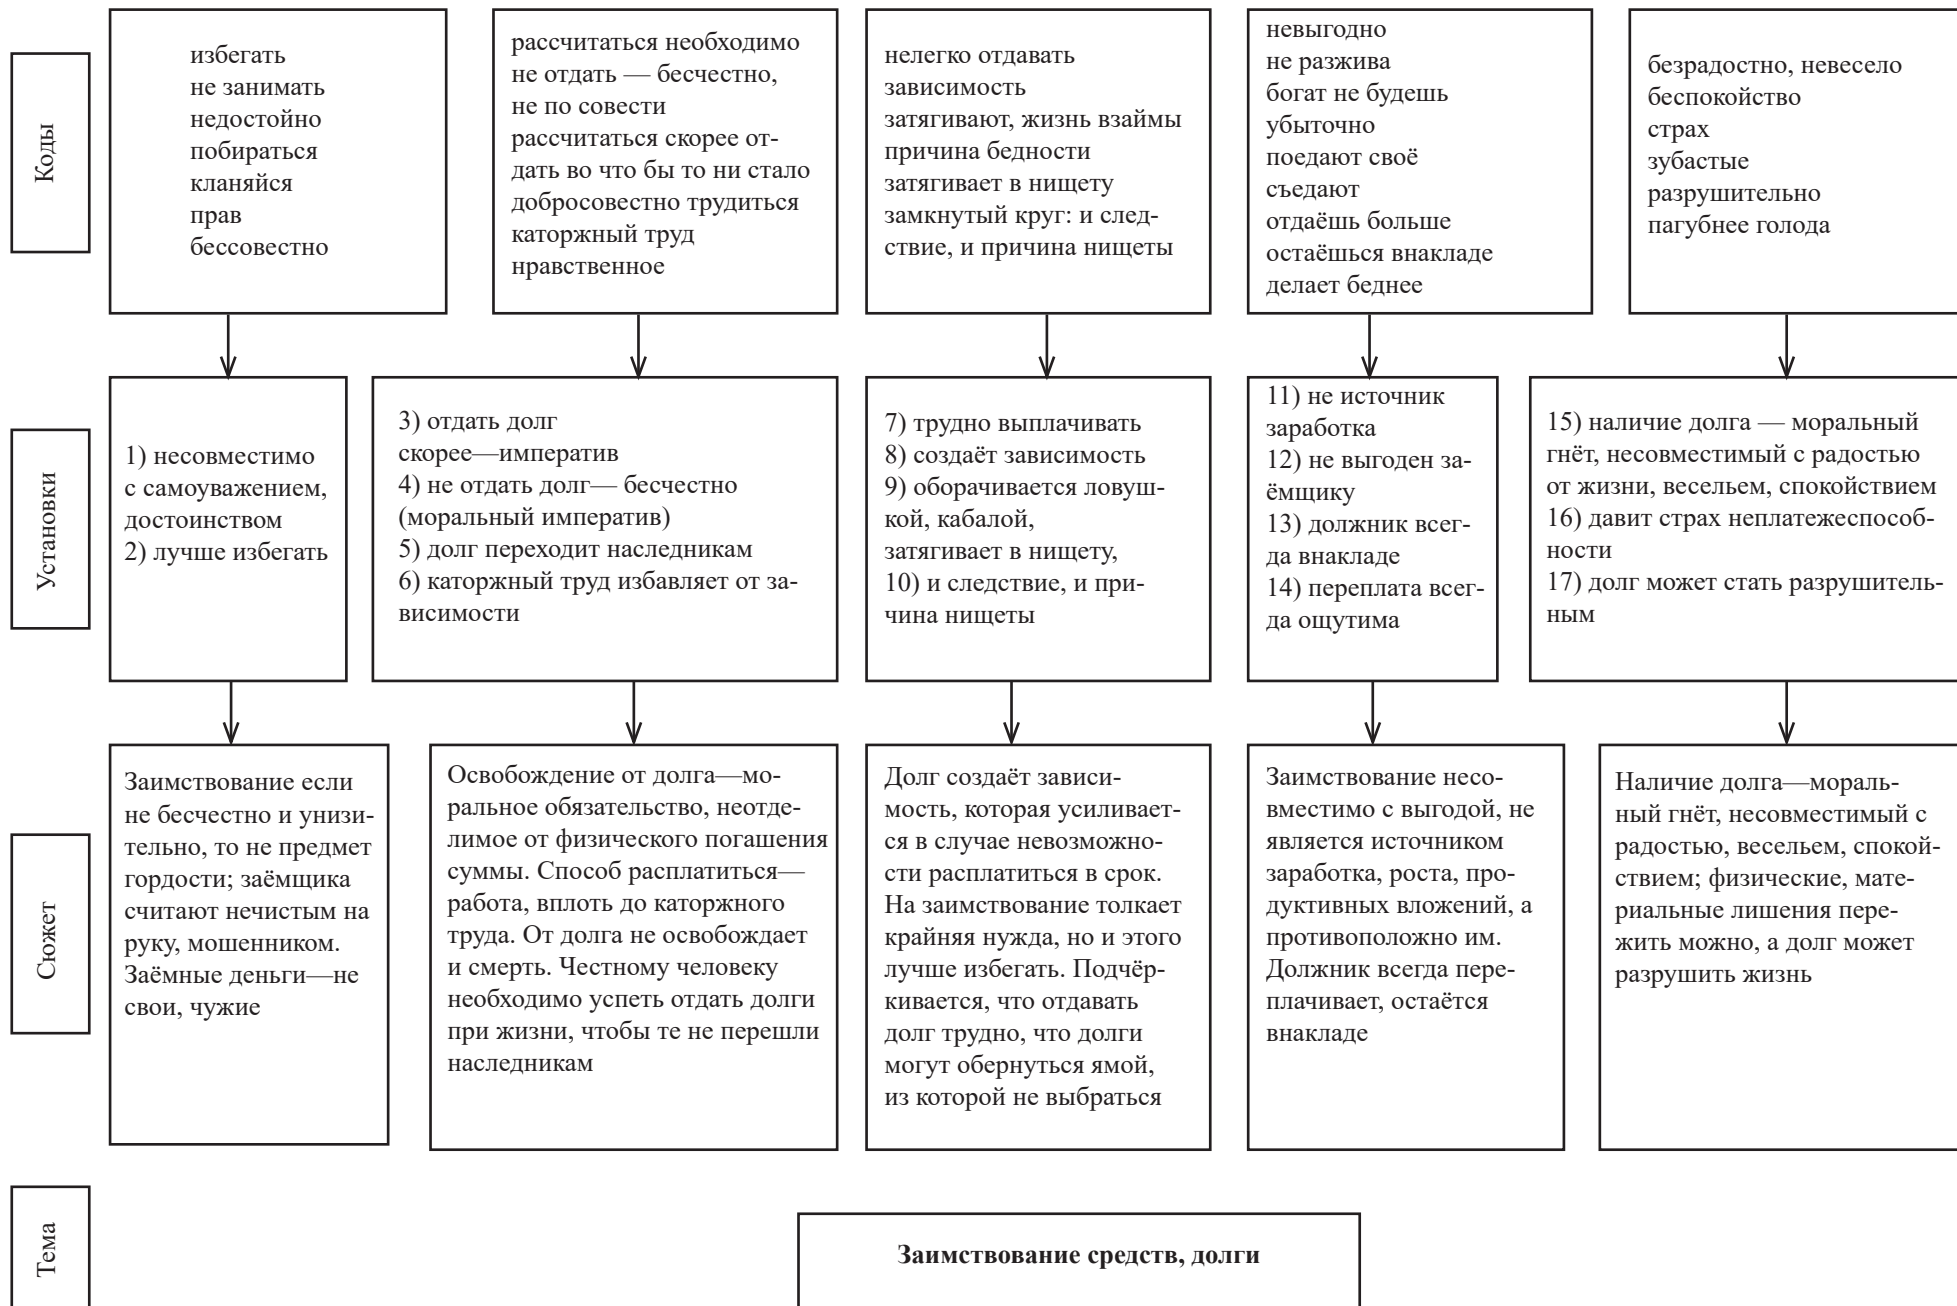 Коды
избегать
не занимать
недостойно
побираться
кланяйся
прав
бессовестно
рассчитаться необходимо
не отдать — бесчестно,
не по совести
рассчитаться скорее от-
дать во что бы то ни стало
добросовестно трудиться
каторжный труд
нравственное
нелегко отдавать
зависимость
затягивают, жизнь взаймы
причина бедности
затягивает в нищету
замкнутый круг: и след-
ствие, и причина нищеты
невыгодно
не разжива
богат не будешь
убыточно
поедают своё
съедают
отдаёшь больше
остаёшься внакладе
делает беднее
безрадостно, невесело
беспокойство
страх
зубастые
разрушительно
пагубнее голода
Установки
1) несовместимо
с самоуважением,
достоинством
2) лучше избегать
3) отдать долг
скорее—императив
4) не отдать долг— бесчестно
(моральный императив)
5) долг переходит наследникам
6) каторжный труд избавляет от за-
висимости
7) трудно выплачивать
8) создаёт зависимость
9) оборачивается ловуш-
кой, кабалой,
затягивает в нищету,
10) и следствие, и при-
чина нищеты
11) не источник
заработка
12) не выгоден за-
ёмщику
13) должник всег-
да внакладе
14) переплата всег-
да ощутима
15) наличие долга — моральный
гнёт, несовместимый с радостью
от жизни, весельем, спокойствием
16) давит страх неплатежеспособ-
ности
17) долг может стать разрушитель-
ным
Сюжет
Заимствование если
не бесчестно и унизи-
тельно, то не предмет
гордости; заёмщика
считают нечистым на
руку, мошенником.
Заёмные деньги—не
свои, чужие
Освобождение от долга—мо-
ральное обязательство, неотде-
лимое от физического погашения
суммы. Способ расплатиться—
работа, вплоть до каторжного
труда. От долга не освобождает
и смерть. Честному человеку
необходимо успеть отдать долги
при жизни, чтобы те не перешли
наследникам
Долг создаёт зависи-
мость, которая усиливает-
ся в случае невозможно-
сти расплатиться в срок.
На заимствование толкает
крайняя нужда, но и этого
лучше избегать. Подчёр-
кивается, что отдавать
долг трудно, что долги
могут обернуться ямой,
из которой не выбраться
Заимствование несо-
вместимо с выгодой, не
является источником
заработка, роста, про-
дуктивных вложений, а
противоположно им.
Должник всегда пере-
плачивает, остаётся
внакладе
Наличие долга—мораль-
ный гнёт, несовместимый с
радостью, весельем, спокой-
ствием; физические, мате-
риальные лишения пере-
жить можно, а долг может
разрушить жизнь
Тема
Заимствование средств, долги